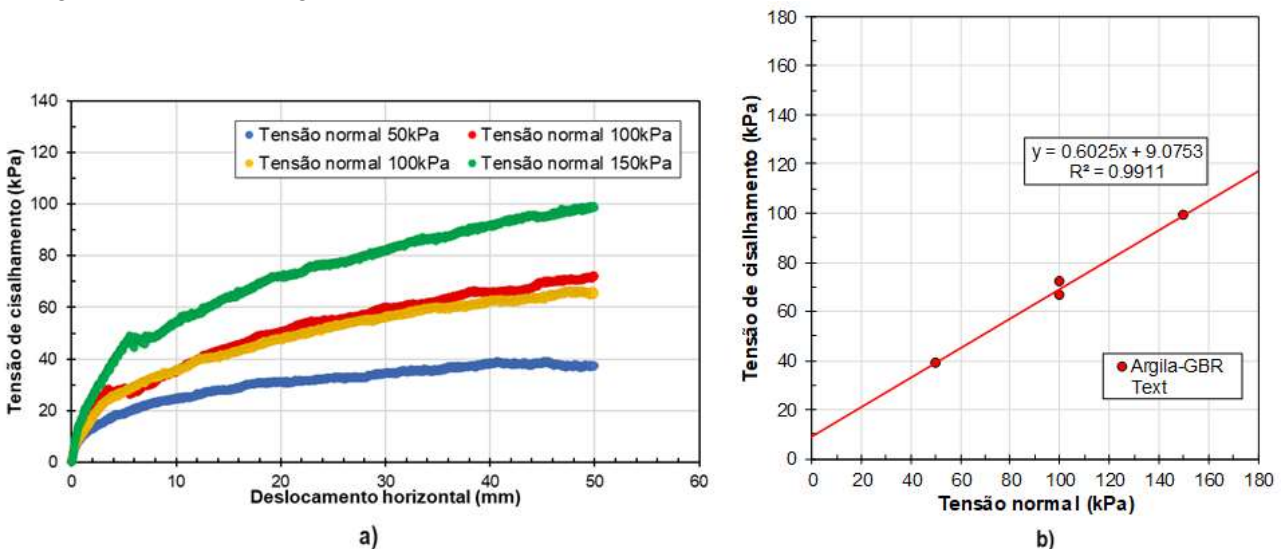 140
120
100
80
60
40
20
0
Tensão de cisalhamento (kPa)
Tensão normal 50kPa
Tensão normal 100kPa
Tensão normal 100kPa
Tensão normal 150kPa
0 10 20 30 40 50 60
Deslocamento horizontal (mm)
a)
180
160
140
120
100
80
60
40
20
0
Tensão de cisalhamento (kPa)
y = 0.6025x + 9.0753
R² = 0.9911
Argila-GBR
Text
0 20 40 60 80 100 120 140 160 180
Tensão normal (kPa)
b)